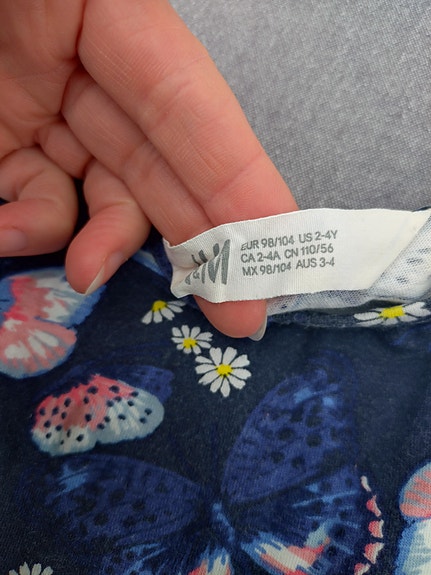 H&M
EUR 98/104 US 2-4Y
CA 2-4A CN 110/56
MX 98/104 AUS 3-4